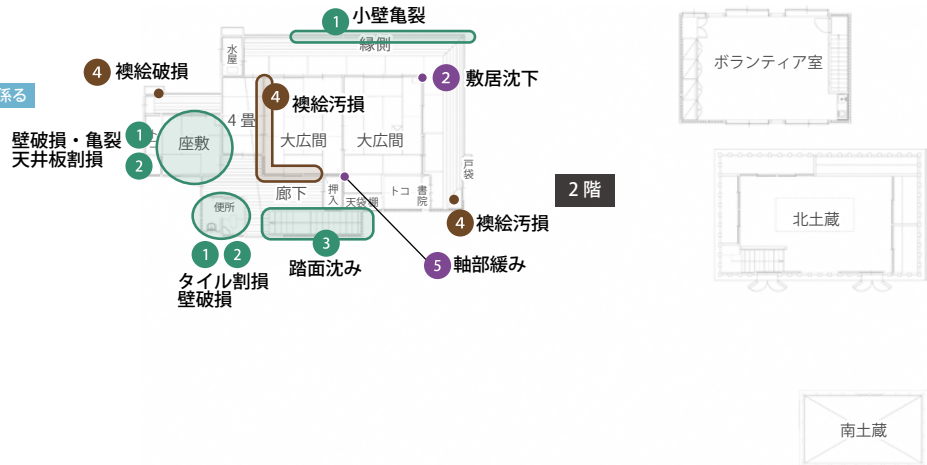 1 小壁亀裂
縁側
水屋
4 襖絵破損
2 敷居沈下
係る
4 襖絵汚損
4畳
大広間
大広間
座敷
1 壁破損・亀裂
2 天井板割損
戸袋
廊下
押入
天袋
棚
トコ
書院
便所
4 襖絵汚損
3 踏面沈み
5 軸部緩み
1 2
タイル割損
壁破損
2階
ボランティア室
北土蔵
南土蔵